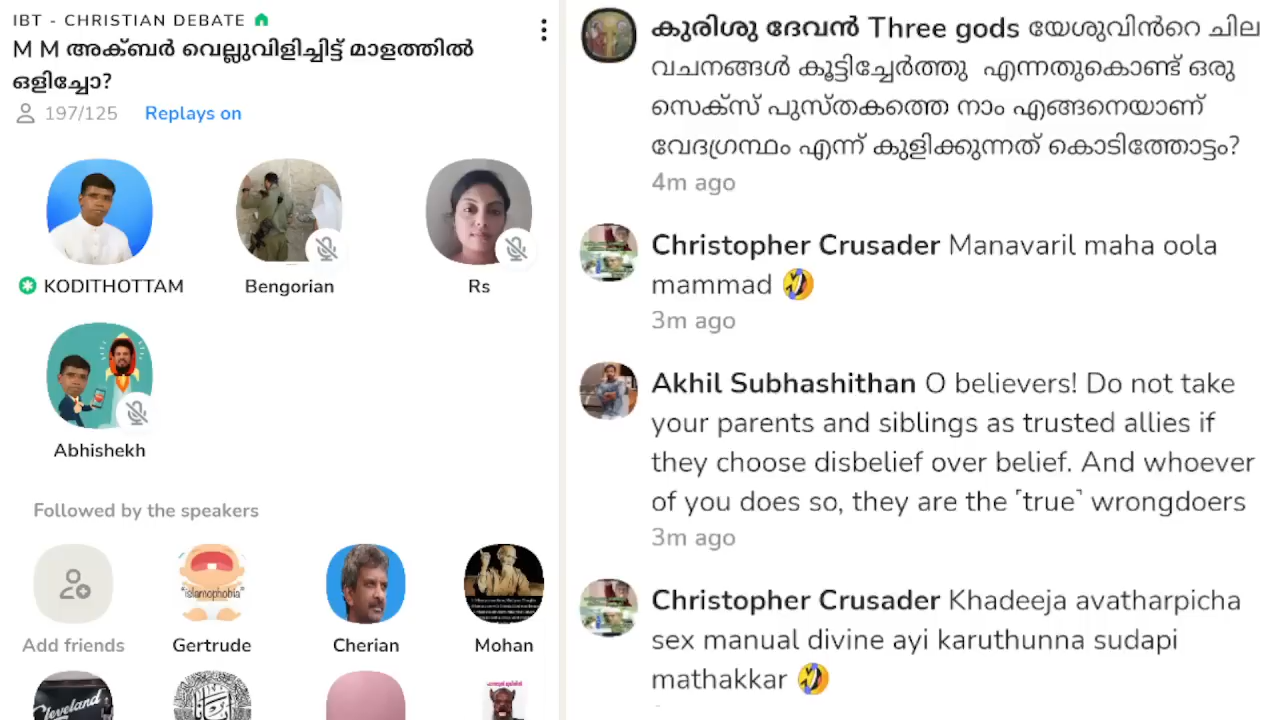 IBT - CHRISTIAN DEBATE
M M അക്ബർ വെല്ലുവിളിച്ചിട്ട് മാളത്തിൽ
ഒളിച്ചോ?
197/125 Replays on
KODITHOTTAM
Bengorian
Rs
Abhishekh
Followed by the speakers
"islamophobia"
Add friends
Gertrude
Cherian
Mohan
Cleveland
കുരിശു ദേവൻ Three gods യേശുവിൻറെ ചില
വചനങ്ങൾ കൂട്ടിച്ചേർത്തു എന്നതുകൊണ്ട് ഒരു
സെക്സ് പുസ്തകത്തെ നാം എങ്ങനെയാണ്
വേദഗ്രന്ഥം എന്ന് കുളിക്കുന്നത് കൊടിത്തോട്ടം?
4m ago
Christopher Crusader Manavaril maha oola
mammad 🤣
3m ago
Akhil Subhashithan O believers! Do not take
your parents and siblings as trusted allies if
they choose disbelief over belief. And whoever
of you does so, they are the ˹true˺ wrongdoers
3m ago
Christopher Crusader Khadeeja avatharpicha
sex manual divine ayi karuthunna sudapi
mathakkar 🤣